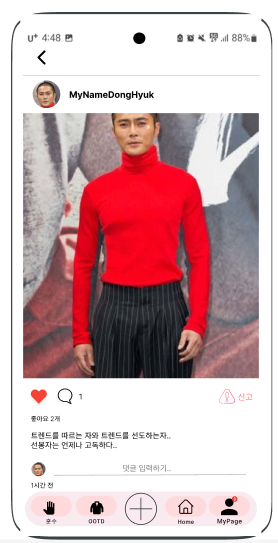 U+ 4:48 88%
MyNameDongHyuk
1 신고
좋아요 2개
트렌드를 따르는 자와 트렌드를 선도하는자..
선봉자는 언제나 고독하다..
댓글 입력하기..
1시간 전
훈수 OOTD Home MyPage